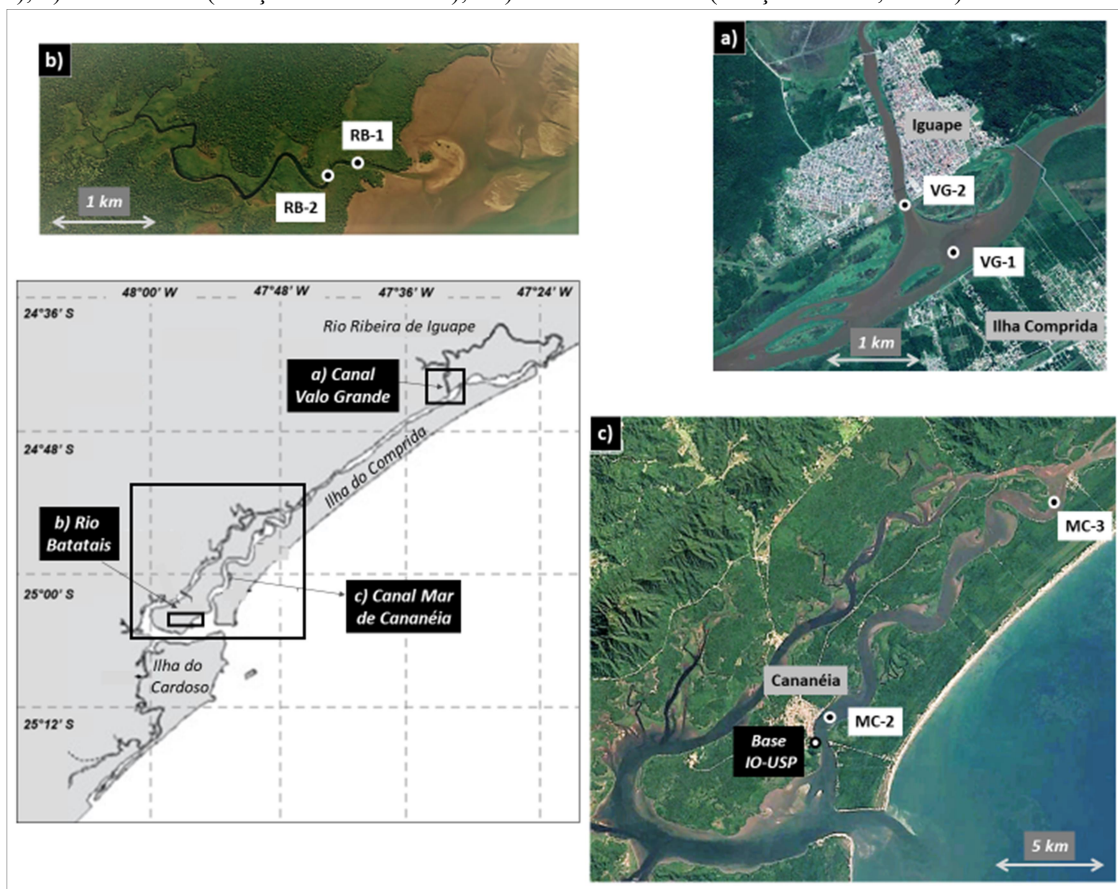 b)
RB-1
RB-2
1 km
a)
Iguape
VG-2
VG-1
Ilha Comprida
1 km
48°00' W
47°48' W
47°36' W
47°24' W
24°36' S
Rio Ribeira de Iguape
a) Canal
Valo Grande
24°48' S
Ilha do Comprida
b) Rio
Batatais
25°00' S
c) Canal Mar
de Cananéia
Ilha do
Cardoso
25°12' S
c)
MC-3
Cananéia
MC-2
Base
IO-USP
5 km